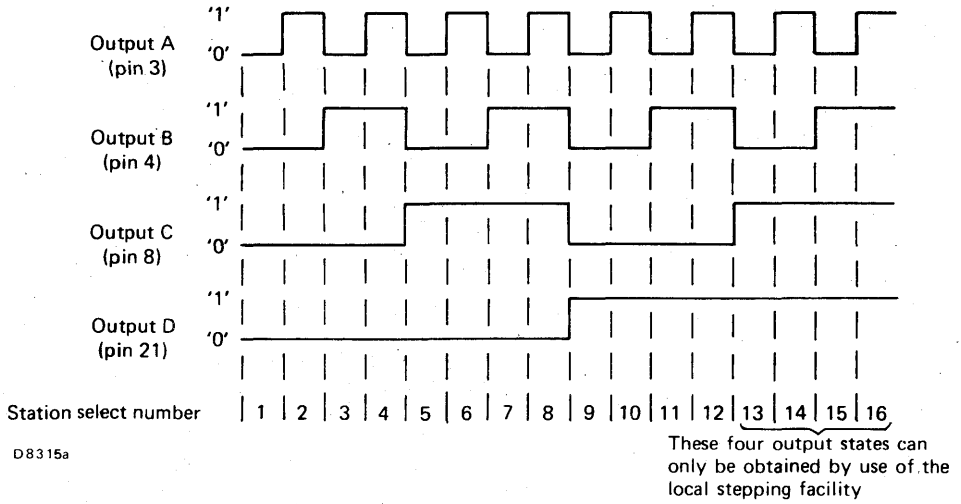 '1'
Output A
(pin 3)
'0'
'1'
Output B
(pin 4)
'0'
'1'
Output C
(pin 8)
'0'
'1'
Output D
(pin 21)
'0'
Station select number 1 2 3 4 5 6 7 8 9 10 11 12 13 14 15 16
D8315a
These four output states can
only be obtained by use of the
local stepping facility